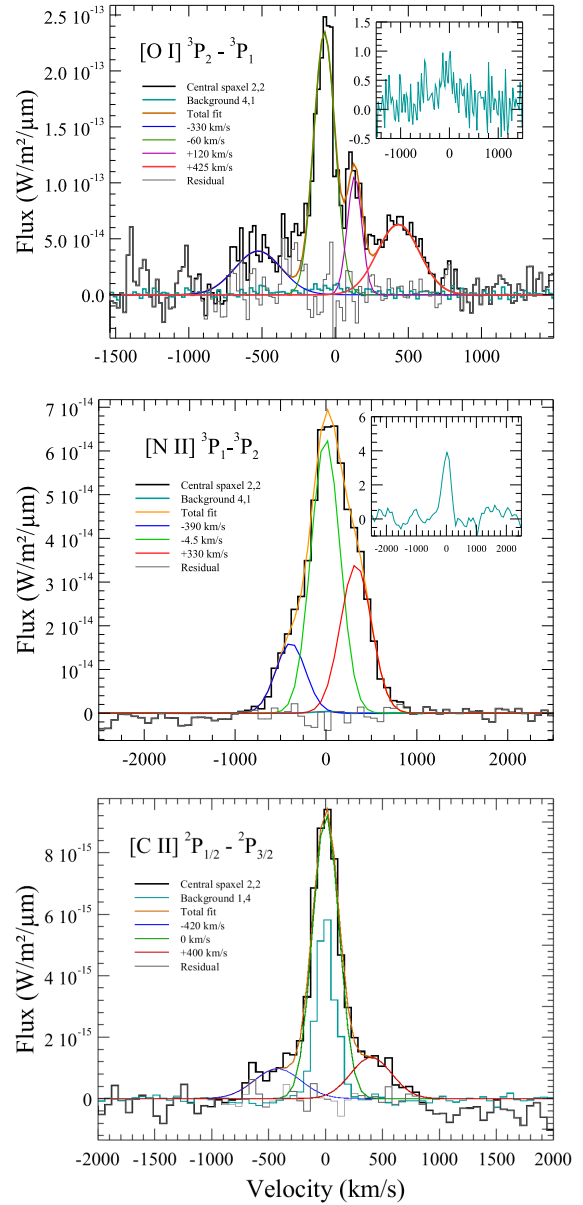 [O I] ³P₂ - ³P₁
Central spaxel 2,2
Background 4,1
Total fit
-330 km/s
-60 km/s
+120 km/s
+425 km/s
Residual
2.5 10⁻¹³
2.0 10⁻¹³
1.5 10⁻¹³
1.0 10⁻¹³
5.0 10⁻¹⁴
0.0
Flux (W/m²/μm)
1.5
1.0
0.5
0.0
-0.5
-1000 0 1000
-1500 -1000 -500 0 500 1000
[N II] ³P₁-³P₂
Central spaxel 2,2
Background 4,1
Total fit
-390 km/s
-4.5 km/s
+330 km/s
Residual
7 10⁻¹⁴
6 10⁻¹⁴
5 10⁻¹⁴
4 10⁻¹⁴
3 10⁻¹⁴
2 10⁻¹⁴
1 10⁻¹⁴
0
Flux (W/m²/μm)
6
4
2
0
-2000 -1000 0 1000 2000
-2000 -1000 0 1000 2000
[C II] ²P₁/₂ - ²P₃/₂
Central spaxel 2,2
Background 1,4
Total fit
-420 km/s
0 km/s
+400 km/s
Residual
8 10⁻¹⁵
6 10⁻¹⁵
4 10⁻¹⁵
2 10⁻¹⁵
0
Flux (W/m²/μm)
-2000 -1500 -1000 -500 0 500 1000 1500 2000
Velocity (km/s)